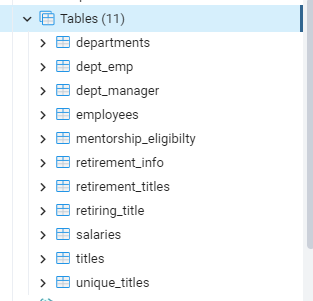 Tables (11)
departments
dept_emp
dept_manager
employees
mentorship_eligibilty
retirement_info
retirement_titles
retiring_title
salaries
titles
unique_titles